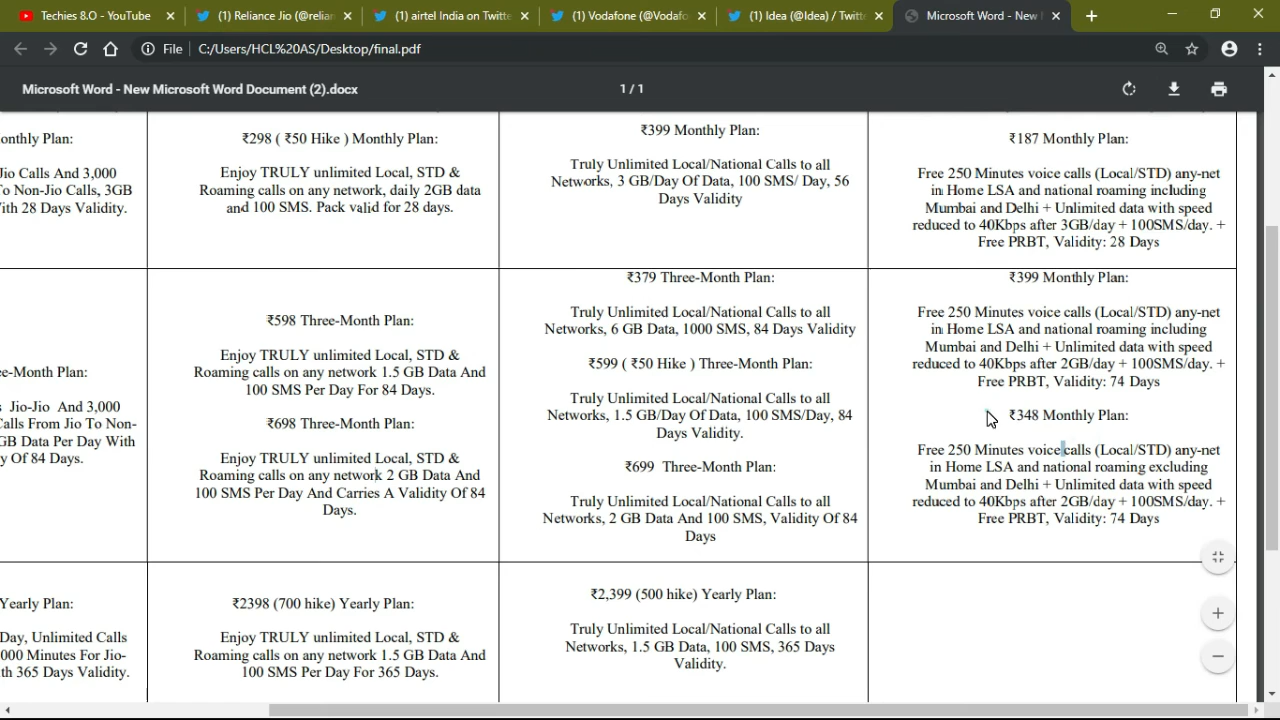 Techies 8.O - YouTube
(1) Reliance Jio (@relian
(1) airtel India on Twitte
(1) Vodafone (@Vodafo
(1) Idea (@Idea) / Twitte
Microsoft Word - New
File
C:/Users/HCL%20AS/Desktop/final.pdf
Microsoft Word - New Microsoft Word Document (2).docx
1 / 1
onthly Plan:
Jio Calls And 3,000
To Non-Jio Calls, 3GB
ith 28 Days Validity.
₹298 ( ₹50 Hike ) Monthly Plan:
Enjoy TRULY unlimited Local, STD &
Roaming calls on any network, daily 2GB data
and 100 SMS. Pack valid for 28 days.
₹399 Monthly Plan:
Truly Unlimited Local/National Calls to all
Networks, 3 GB/Day Of Data, 100 SMS/ Day, 56
Days Validity
₹187 Monthly Plan:
Free 250 Minutes voice calls (Local/STD) any-net
in Home LSA and national roaming including
Mumbai and Delhi + Unlimited data with speed
reduced to 40Kbps after 3GB/day + 100SMS/day. +
Free PRBT, Validity: 28 Days
e-Month Plan:
s Jio-Jio And 3,000
Calls From Jio To Non-
GB Data Per Day With
y Of 84 Days.
₹598 Three-Month Plan:
Enjoy TRULY unlimited Local, STD &
Roaming calls on any network 1.5 GB Data And
100 SMS Per Day For 84 Days.
₹698 Three-Month Plan:
Enjoy TRULY unlimited Local, STD &
Roaming calls on any network 2 GB Data And
100 SMS Per Day And Carries A Validity Of 84
Days.
₹379 Three-Month Plan:
Truly Unlimited Local/National Calls to all
Networks, 6 GB Data, 1000 SMS, 84 Days Validity
₹599 ( ₹50 Hike ) Three-Month Plan:
Truly Unlimited Local/National Calls to all
Networks, 1.5 GB/Day Of Data, 100 SMS/Day, 84
Days Validity.
₹699 Three-Month Plan:
Truly Unlimited Local/National Calls to all
Networks, 2 GB Data And 100 SMS, Validity Of 84
Days
₹399 Monthly Plan:
Free 250 Minutes voice calls (Local/STD) any-net
in Home LSA and national roaming including
Mumbai and Delhi + Unlimited data with speed
reduced to 40Kbps after 2GB/day + 100SMS/day. +
Free PRBT, Validity: 74 Days
₹348 Monthly Plan:
Free 250 Minutes voice calls (Local/STD) any-net
in Home LSA and national roaming excluding
Mumbai and Delhi + Unlimited data with speed
reduced to 40Kbps after 2GB/day + 100SMS/day. +
Free PRBT, Validity: 74 Days
Yearly Plan:
Day, Unlimited Calls
000 Minutes For Jio-
th 365 Days Validity.
₹2398 (700 hike) Yearly Plan:
Enjoy TRULY unlimited Local, STD &
Roaming calls on any network 1.5 GB Data And
100 SMS Per Day For 365 Days.
₹2,399 (500 hike) Yearly Plan:
Truly Unlimited Local/National Calls to all
Networks, 1.5 GB Data, 100 SMS, 365 Days
Validity.